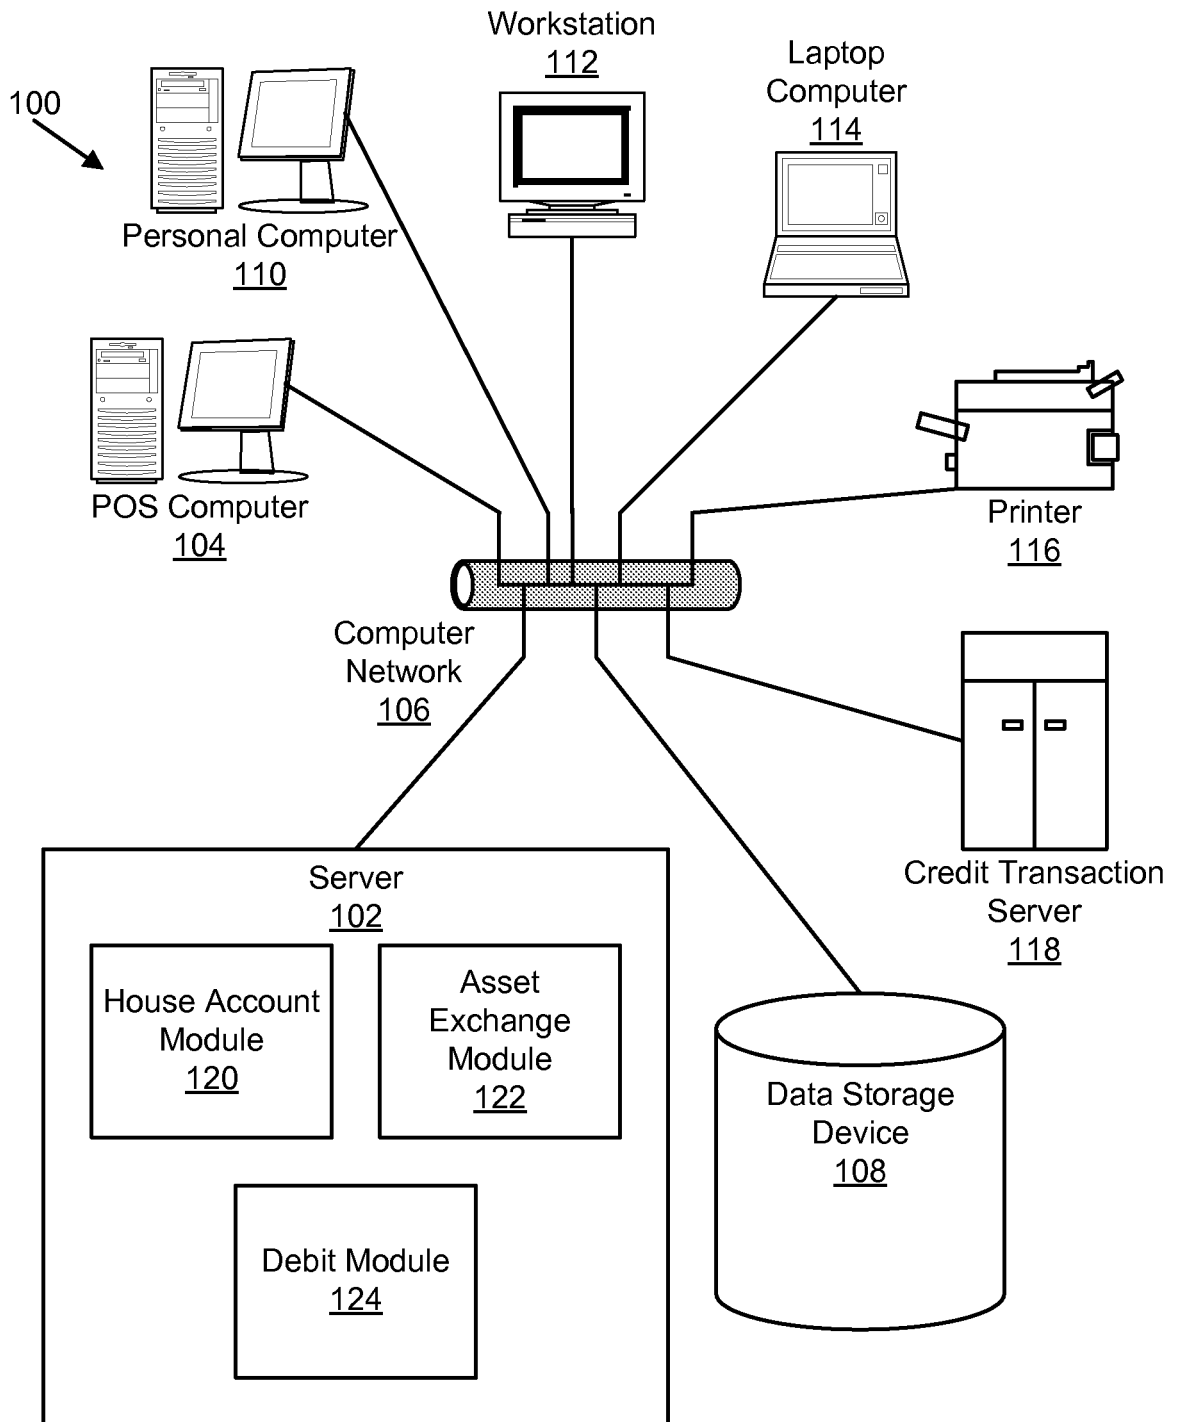 Workstation
112
Laptop
Computer
114
100
Personal Computer
110
POS Computer
104
Printer
116
Computer
Network
106
Credit Transaction
Server
118
Server
102
House Account
Module
120
Asset
Exchange
Module
122
Debit Module
124
Data Storage
Device
108